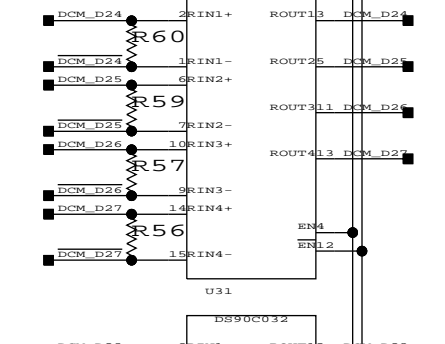 DCM_D24 2 RIN1+ ROUT1 3 DCM_D24
R60
DCM_D24 1 RIN1- ROUT2 5 DCM_D25
DCM_D25 6 RIN2+
R59
ROUT3 11 DCM_D26
DCM_D25 7 RIN2-
DCM_D26 10 RIN3+
ROUT4 13 DCM_D27
R57
DCM_D26 9 RIN3-
DCM_D27 14 RIN4+
EN 4
R56
EN 12
DCM_D27 15 RIN4-
U31
DS90C032